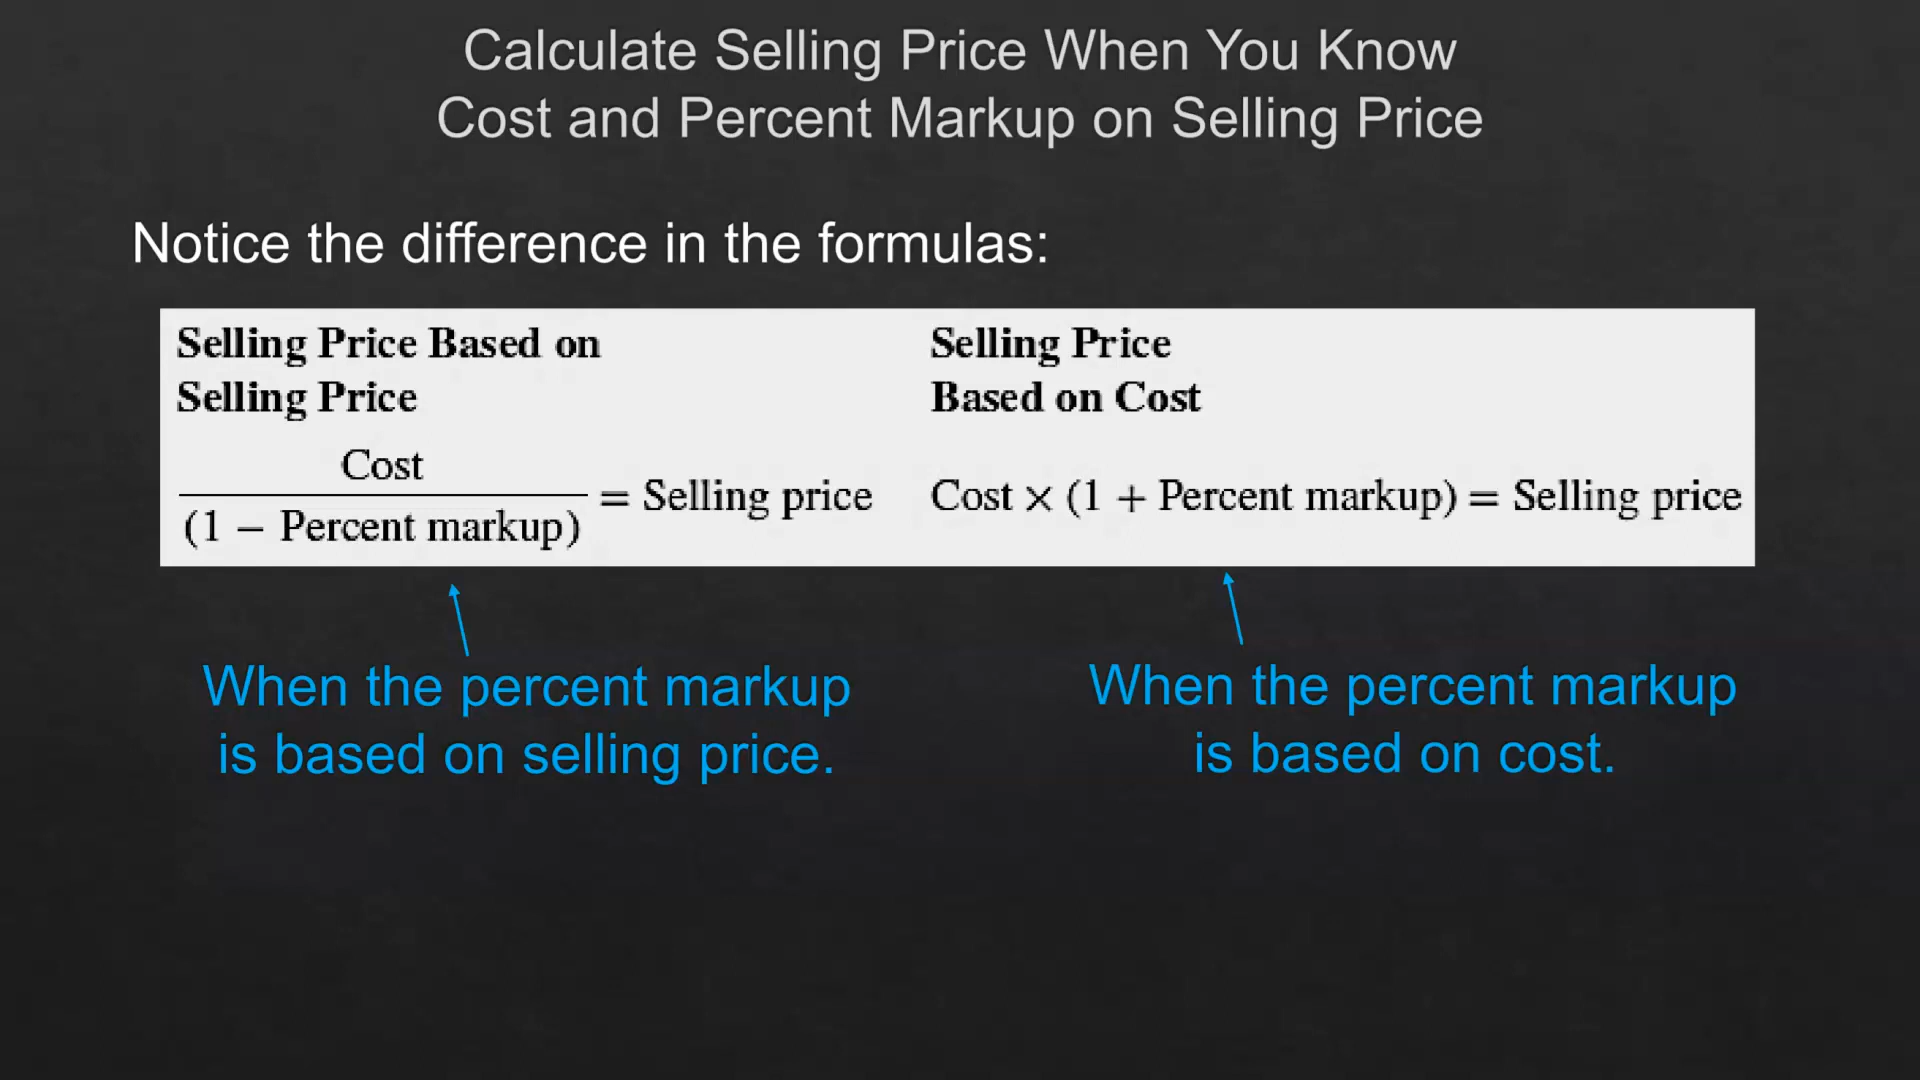 Calculate Selling Price When You Know
Cost and Percent Markup on Selling Price
Notice the difference in the formulas:
Selling Price Based on
Selling Price
Cost
(1 − Percent markup)
= Selling price
Selling Price
Based on Cost
Cost × (1 + Percent markup) = Selling price
When the percent markup
is based on selling price.
When the percent markup
is based on cost.